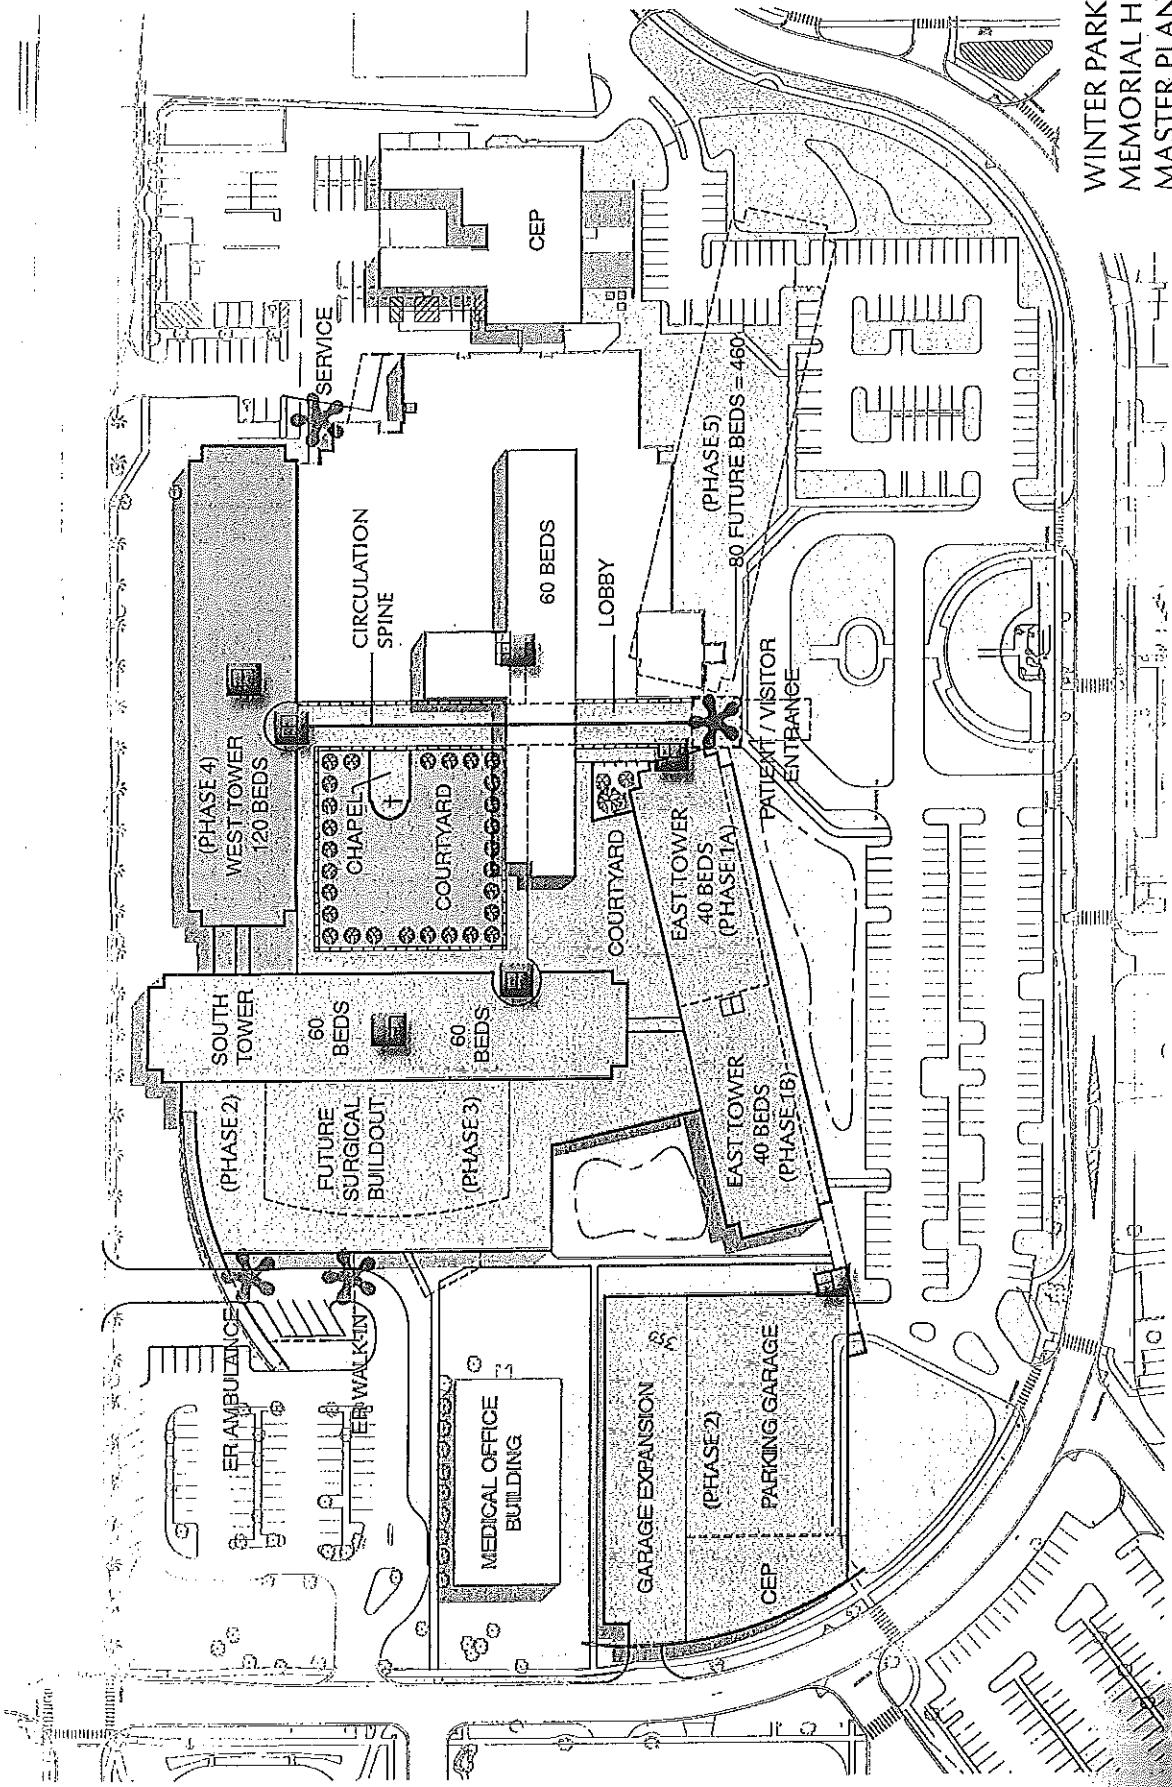 WINTER PARK
MEMORIAL H
MASTER PLAN
(PHASE 4)
WEST TOWER
120 BEDS
SERVICE
CEP
CIRCULATION
SPINE
60 BEDS
LOBBY
(PHASE 5)
80 FUTURE BEDS = 460
CHAPEL
COURTYARD
COURTYARD
PATIENT / VISITOR
ENTRANCE
EAST TOWER
40 BEDS
(PHASE 1A)
EAST TOWER
40 BEDS
(PHASE 1B)
SOUTH
TOWER
60
BEDS
60
BEDS
(PHASE 2)
FUTURE
SURGICAL
BUILDOUT
(PHASE 3)
ER AMBULANCE
ER WALK-IN
MEDICAL OFFICE
BUILDING
GARAGE EXPANSION
359
(PHASE 2)
PARKING GARAGE
CEP